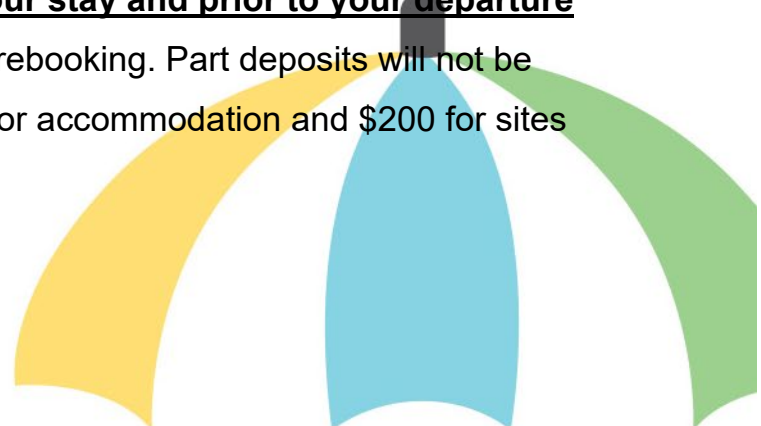 our stay and prior to your departure
rebooking. Part deposits will not be
or accommodation and $200 for sites